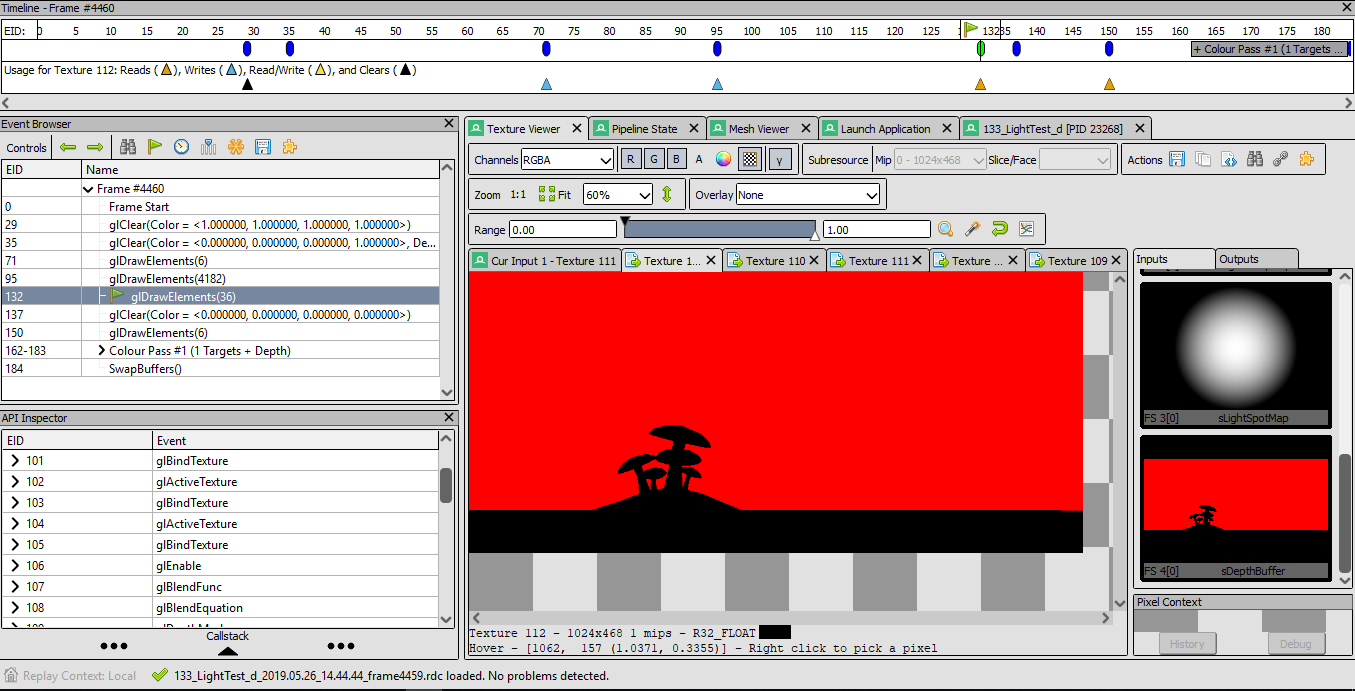 Timeline - Frame #4460
EID: 0 5 10 15 20 25 30 35 40 45 50 55 60 65 70 75 80 85 90 95 100 105 110 115 120 125 132 135 140 145 150 155 160 165 170 175 180
+ Colour Pass #1 (1 Targets ...
Usage for Texture 112: Reads ( ), Writes ( ), Read/Write ( ), and Clears ( )
Event Browser
Controls
EID Name
Frame #4460
0 Frame Start
29 glClear(Color = <1.000000, 1.000000, 1.000000, 1.000000>)
35 glClear(Color = <0.000000, 0.000000, 0.000000, 1.000000>, De...
71 glDrawElements(6)
95 glDrawElements(4182)
132 glDrawElements(36)
137 glClear(Color = <0.000000, 0.000000, 0.000000, 0.000000>)
150 glDrawElements(6)
162-183 Colour Pass #1 (1 Targets + Depth)
184 SwapBuffers()
API Inspector
EID Event
101 glBindTexture
102 glActiveTexture
103 glBindTexture
104 glActiveTexture
105 glBindTexture
106 glEnable
107 glBlendFunc
108 glBlendEquation
Callstack
Texture Viewer Pipeline State Mesh Viewer Launch Application 133_LightTest_d [PID 23268]
Channels RGBA R G B A γ Subresource Mip 0 - 1024x468 Slice/Face Actions
Zoom 1:1 Fit 60% Overlay None
Range 0.00 1.00
Cur Input 1 - Texture 111 Texture 1... Texture 110 Texture 111 Texture ... Texture 109
Inputs Outputs
FS 3[0] sLightSpotMap
FS 4[0] sDepthBuffer
Texture 112 - 1024x468 1 mips - R32_FLOAT
Hover - [1062, 157 (1.0371, 0.3355)] - Right click to pick a pixel
Pixel Context
History Debug
Replay Context: Local 133_LightTest_d_2019.05.26_14.44.44_frame4459.rdc loaded. No problems detected.